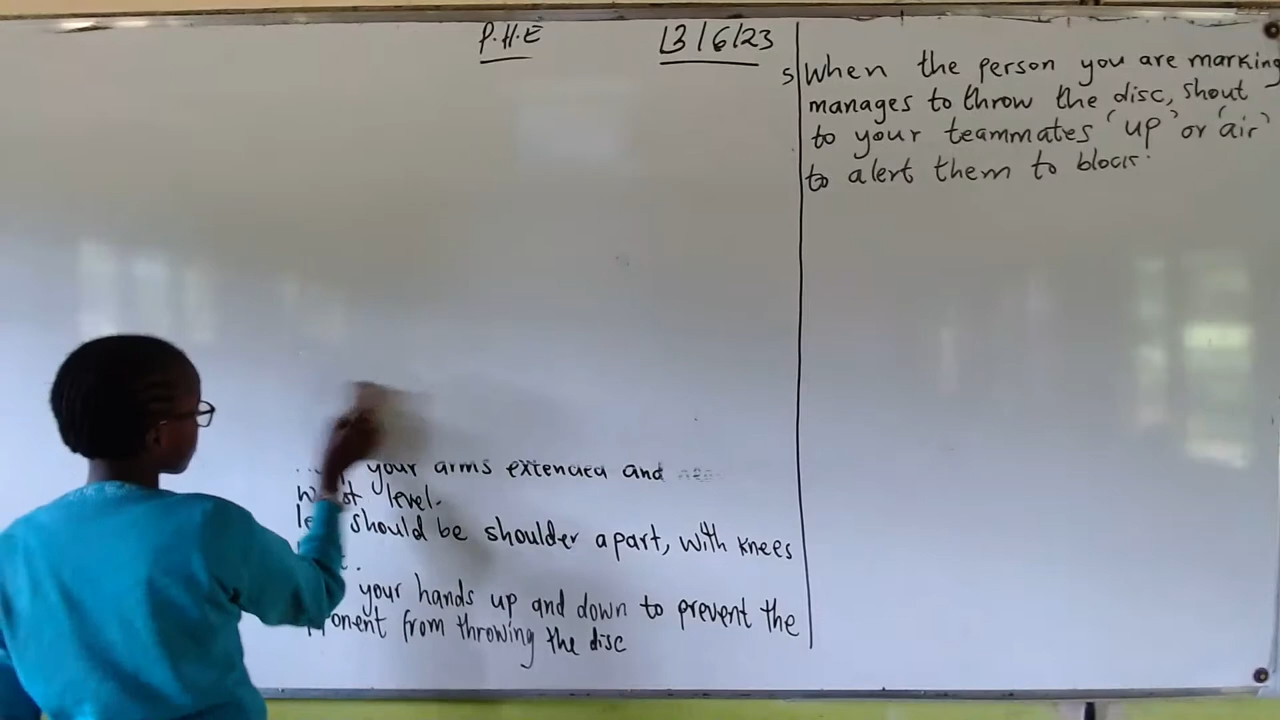 P.H.E 13/6/23
your arms extended and
level.
should be shoulder apart, with knees
your hands up and down to prevent the
from throwing the disc
5 When the person you are marking
manages to throw the disc, shout
to your teammates 'up' or 'air'
to alert them to block.